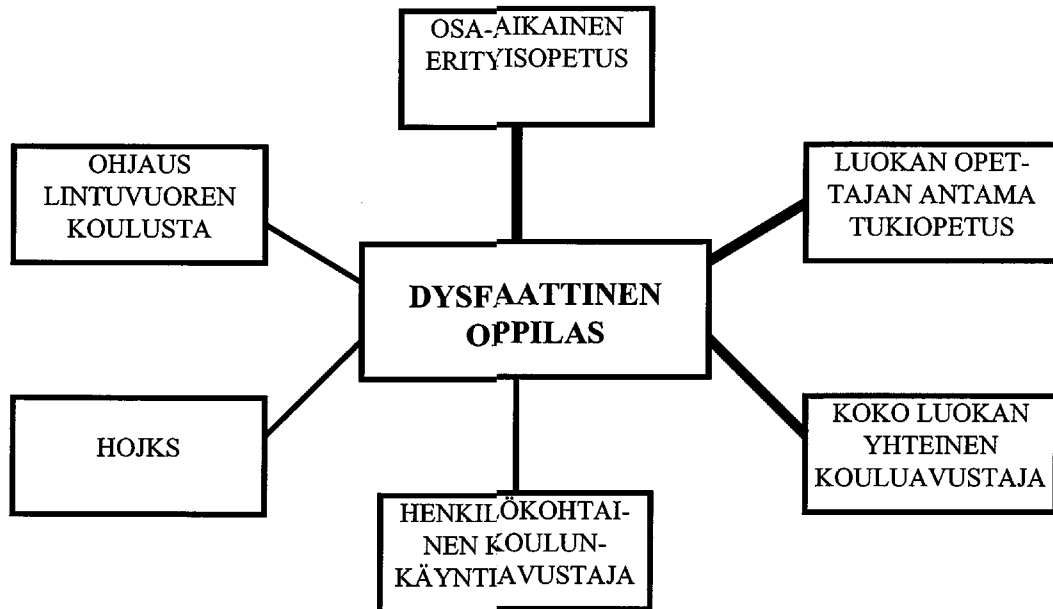 OSA-AIKAINEN
ERITYISOPETUS
OHJAUS
LINTUVUOREN
KOULUSTA
LUOKAN OPET-
TAJAN ANTAMA
TUKIOPETUS
DYSFAATTINEN
OPPILAS
HOJKS
KOKO LUOKAN
YHTEINEN
KOULUAVUSTAJA
HENKILÖKOHTAI-
NEN KOULUN-
KÄYNTIAVUSTAJA